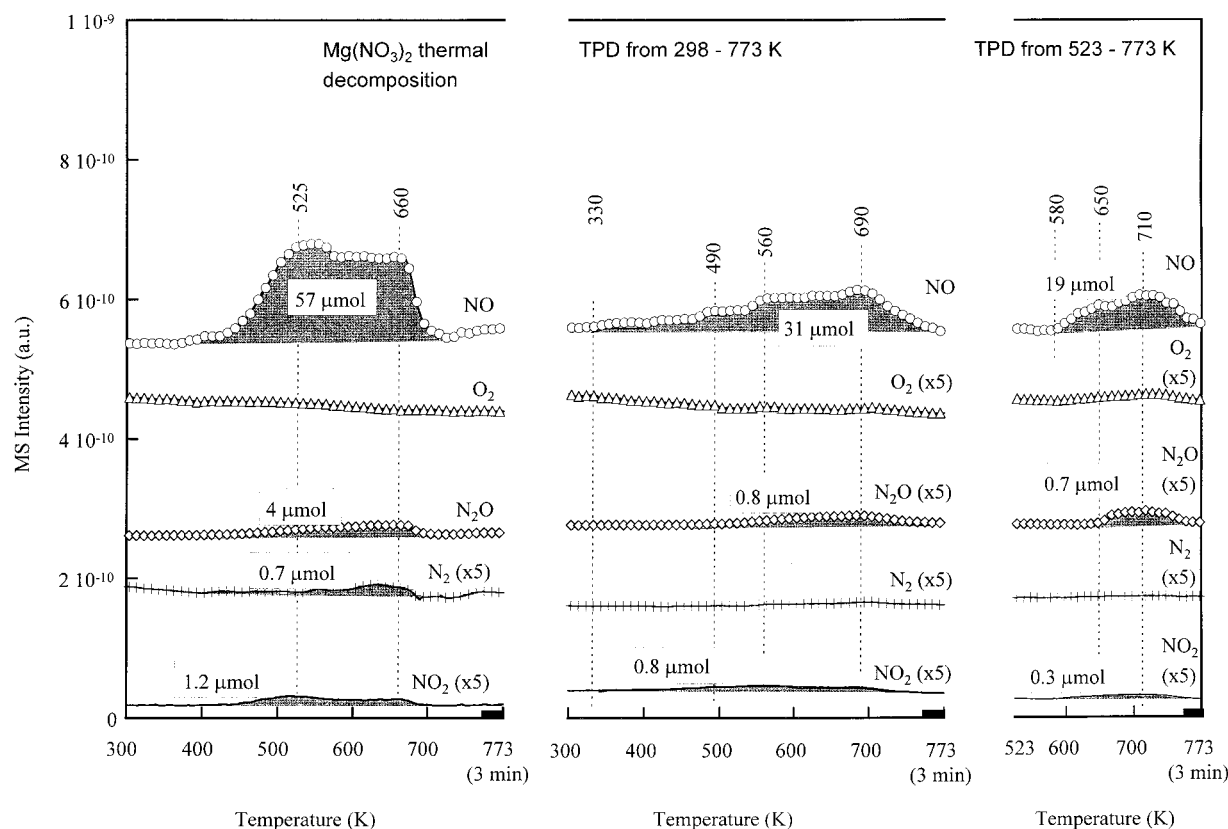 1 10⁻⁹
8 10⁻¹⁰
6 10⁻¹⁰
4 10⁻¹⁰
2 10⁻¹⁰
0
MS Intensity (a.u.)
Mg(NO₃)₂ thermal
decomposition
525
660
57 μmol
NO
O₂
4 μmol
N₂O
0.7 μmol
N₂ (x5)
1.2 μmol
NO₂ (x5)
300 400 500 600 700 773
(3 min)
Temperature (K)
TPD from 298 - 773 K
330
490
560
690
NO
31 μmol
O₂ (x5)
0.8 μmol
N₂O (x5)
N₂ (x5)
0.8 μmol
NO₂ (x5)
300 400 500 600 700 773
(3 min)
Temperature (K)
TPD from 523 - 773 K
580
650
710
NO
19 μmol
O₂
(x5)
N₂O
0.7 μmol
(x5)
N₂
(x5)
NO₂
0.3 μmol
(x5)
523 600 700 773
(3 min)
Temperature (K)